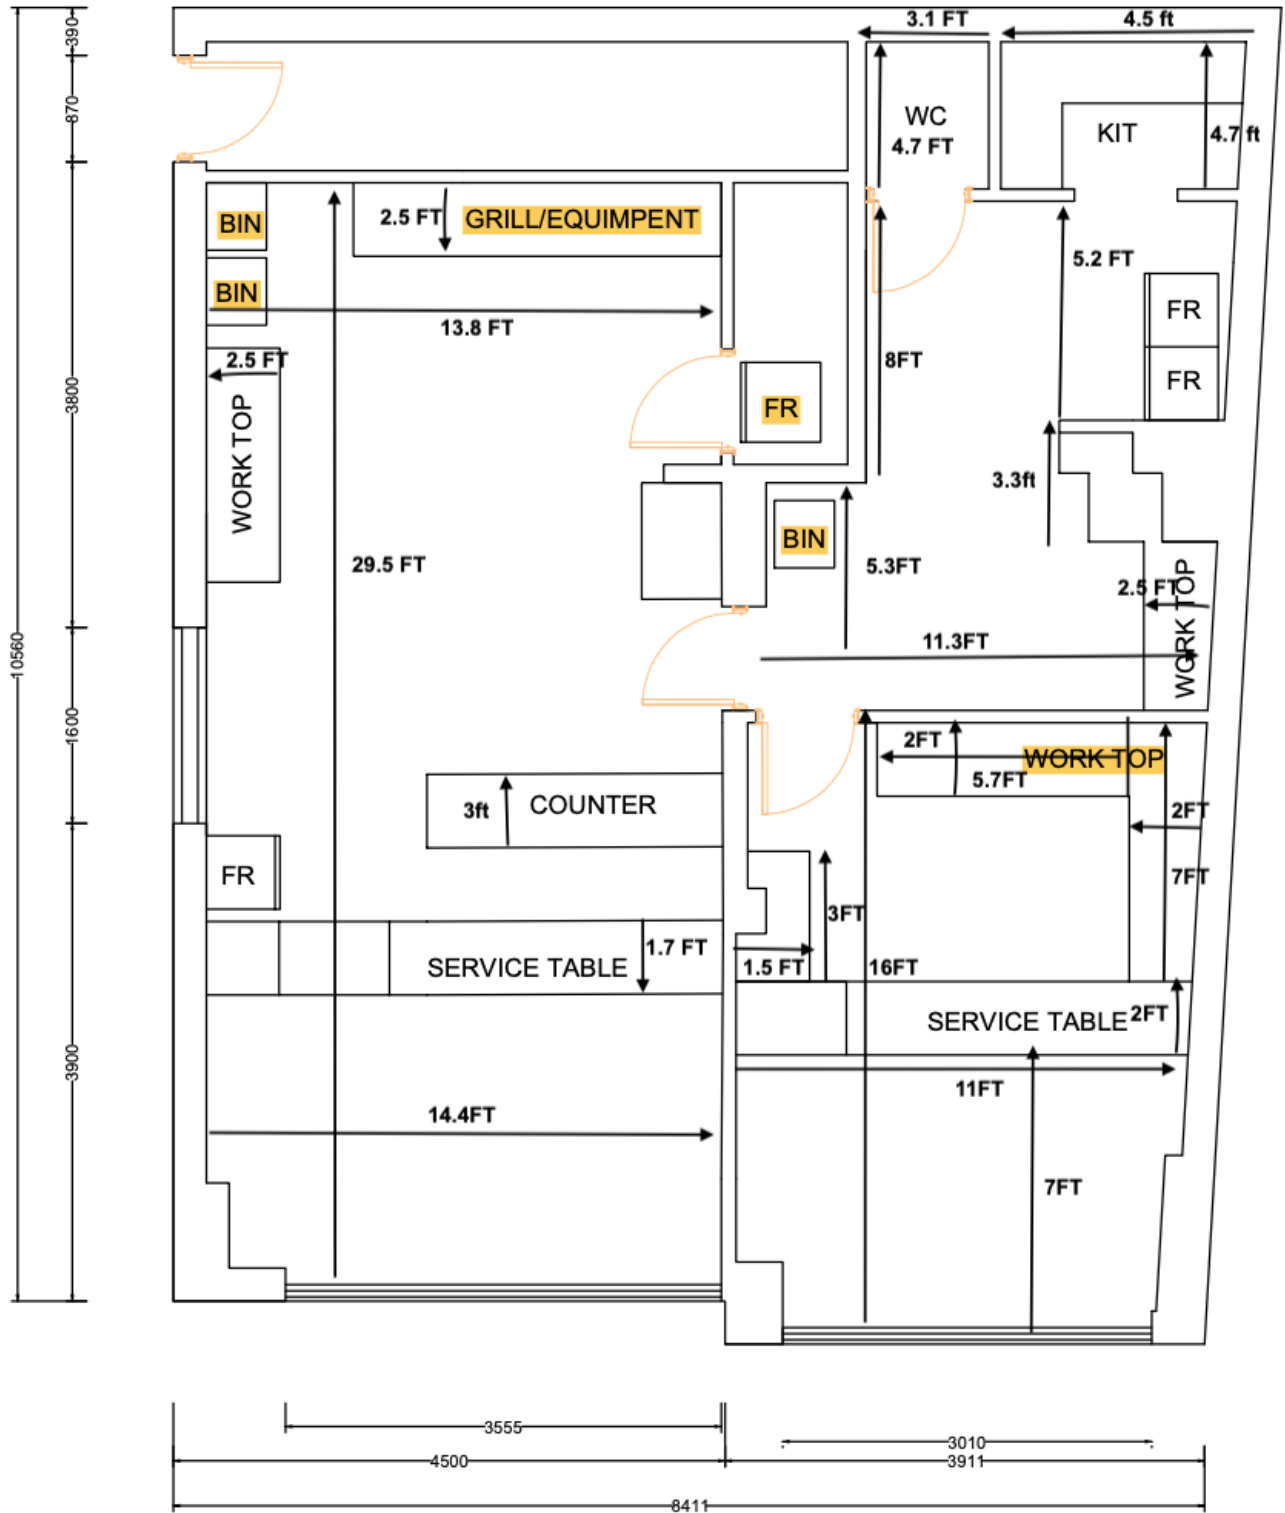 3.1 FT
4.5 ft
390
870
WC
4.7 FT
KIT
4.7 ft
BIN
2.5 FT
GRILL/EQUIMPENT
BIN
13.8 FT
5.2 FT
FR
2.5 FT
8FT
FR
3800
WORK TOP
FR
3.3ft
BIN
29.5 FT
5.3FT
2.5 FT
WORK TOP
11.3FT
10560
1600
2FT
WORK TOP
5.7FT
3ft
COUNTER
2FT
FR
7FT
3FT
1.7 FT
SERVICE TABLE
1.5 FT
16FT
SERVICE TABLE
2FT
3900
11FT
14.4FT
7FT
3555
3010
4500
3911
8411